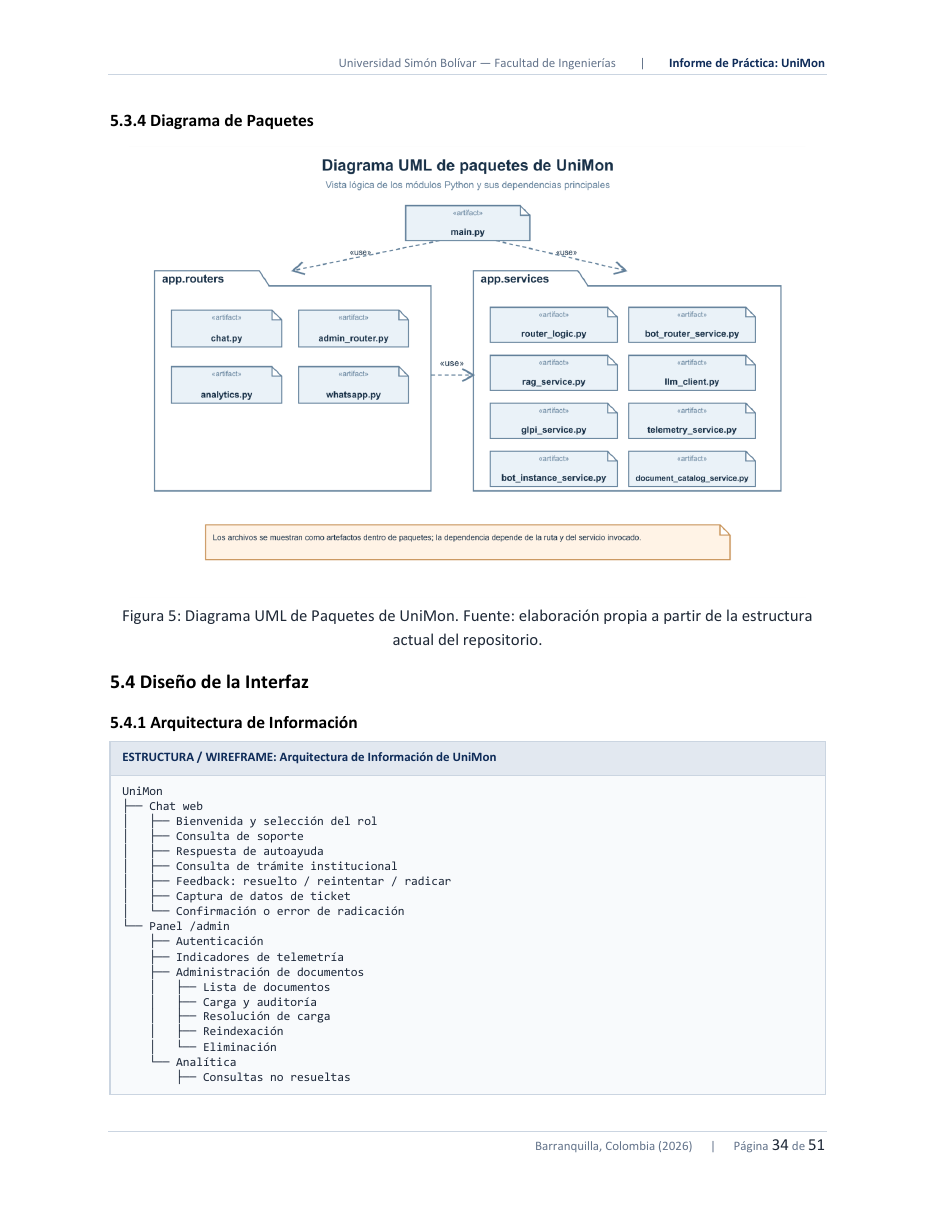 Universidad Simón Bolívar — Facultad de Ingenierías | Informe de Práctica: UniMon
5.3.4 Diagrama de Paquetes
Diagrama UML de paquetes de UniMon
Vista lógica de los módulos Python y sus dependencias principales
«artifact»
main.py
«use»
«use»
app.routers
«artifact»
chat.py
«artifact»
admin_router.py
«artifact»
analytics.py
«artifact»
whatsapp.py
«use»
app.services
«artifact»
router_logic.py
«artifact»
bot_router_service.py
«artifact»
rag_service.py
«artifact»
llm_client.py
«artifact»
glpi_service.py
«artifact»
telemetry_service.py
«artifact»
bot_instance_service.py
«artifact»
document_catalog_service.py
Los archivos se muestran como artefactos dentro de paquetes; la dependencia depende de la ruta y del servicio invocado.
Figura 5: Diagrama UML de Paquetes de UniMon. Fuente: elaboración propia a partir de la estructura
actual del repositorio.
5.4 Diseño de la Interfaz
5.4.1 Arquitectura de Información
ESTRUCTURA / WIREFRAME: Arquitectura de Información de UniMon
UniMon
├── Chat web
│   ├── Bienvenida y selección del rol
│   ├── Consulta de soporte
│   ├── Respuesta de autoayuda
│   ├── Consulta de trámite institucional
│   ├── Feedback: resuelto / reintentar / radicar
│   ├── Captura de datos de ticket
│   └── Confirmación o error de radicación
└── Panel /admin
    ├── Autenticación
    ├── Indicadores de telemetría
    ├── Administración de documentos
    │   ├── Lista de documentos
    │   ├── Carga y auditoría
    │   ├── Resolución de carga
    │   ├── Reindexación
    │   └── Eliminación
    └── Analítica
        ├── Consultas no resueltas
Barranquilla, Colombia (2026) | Página 34 de 51